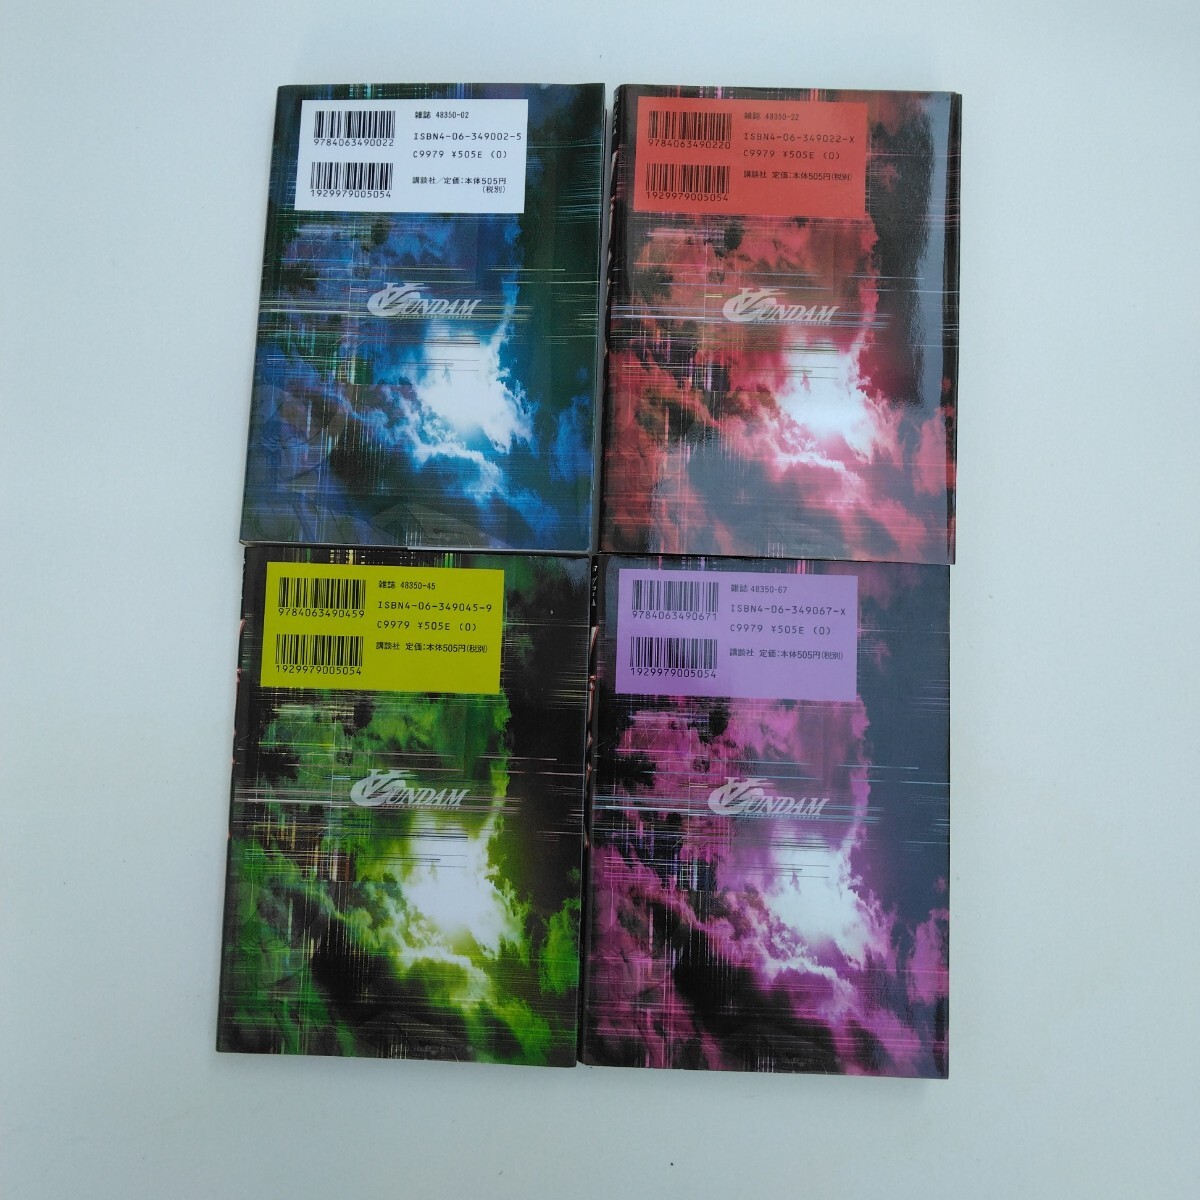 雑誌 48350-02
ISBN4-06-349002-5
9784063490022
C9979 ¥505E (0)
講談社／定価：本体505円
(税別)
1929979005054
∀GUNDAM
雑誌 48350-22
ISBN4-06-349022-X
9784063490220
C9979 ¥505E (0)
講談社 定価：本体505円(税別)
1929979005054
∀GUNDAM
雑誌 48350-45
ISBN4-06-349045-9
9784063490459
C9979 ¥505E (0)
講談社 定価：本体505円(税別)
1929979005054
∀GUNDAM
雑誌 48350-67
ISBN4-06-349067-X
9784063490671
C9979 ¥505E (0)
講談社 定価：本体505円(税別)
1929979005054
∀GUNDAM